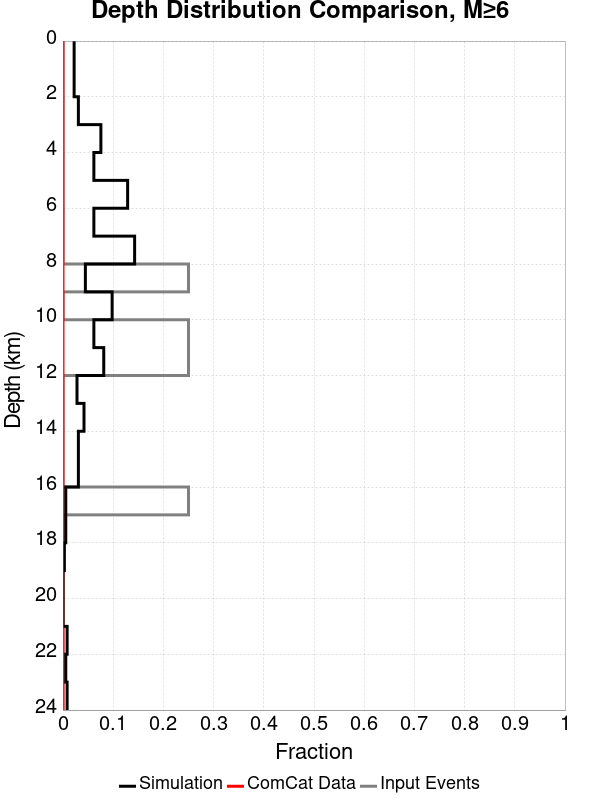 Depth Distribution Comparison, M≥6
0
2
4
6
8
10
12
14
16
18
20
22
24
Depth (km)
0 0.1 0.2 0.3 0.4 0.5 0.6 0.7 0.8 0.9 1
Fraction
Simulation ComCat Data Input Events